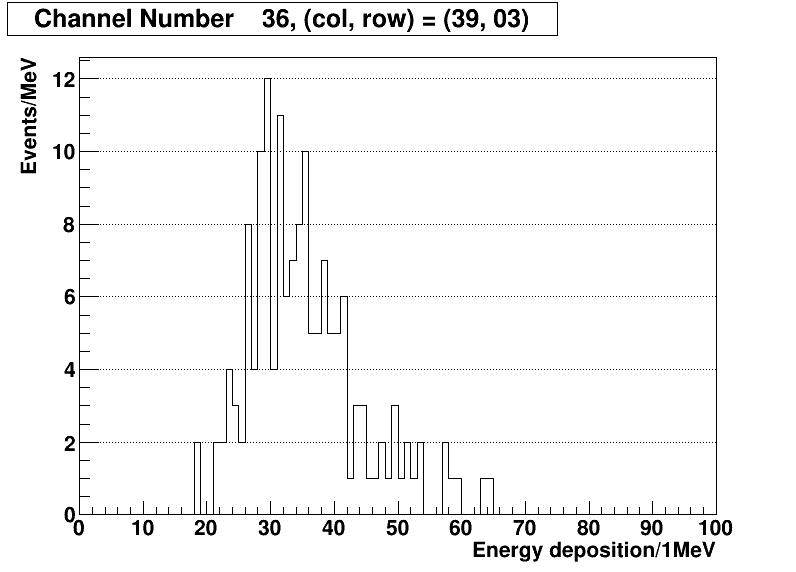 Channel Number 36, (col, row) = (39, 03)
Events/MeV
12
10
8
6
4
2
0
0 10 20 30 40 50 60 70 80 90 100
Energy deposition/1MeV